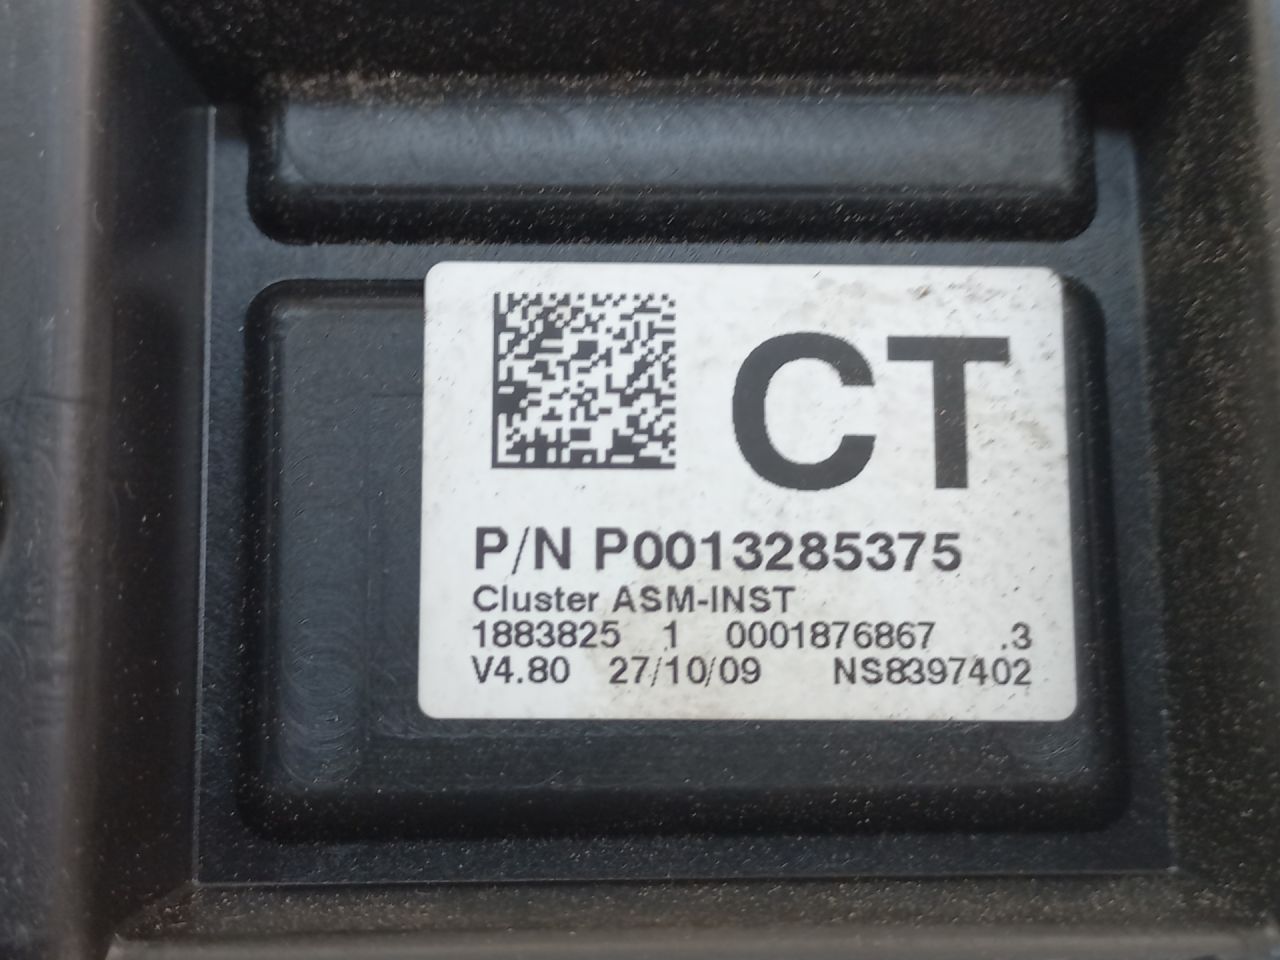 CT
P/N P0013285375
Cluster ASM-INST
1883825 1 0001876867 .3
V4.80 27/10/09 NS8397402